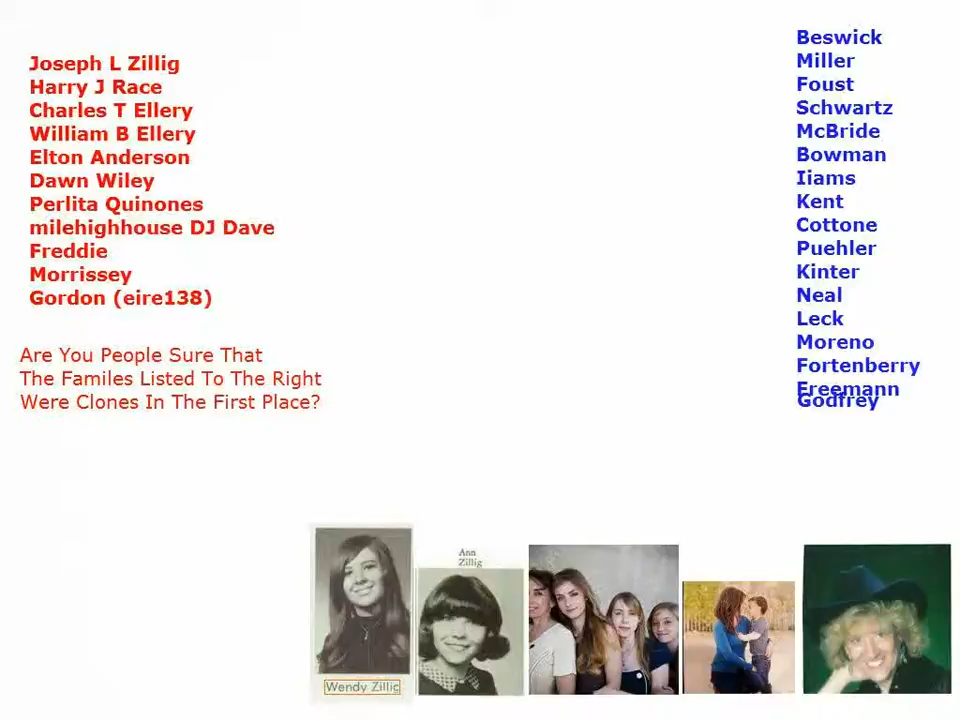 Joseph L Zillig
Harry J Race
Charles T Ellery
William B Ellery
Elton Anderson
Dawn Wiley
Perlita Quinones
milehighhouse DJ Dave
Freddie
Morrissey
Gordon (eire138)
Are You People Sure That
The Familes Listed To The Right
Were Clones In The First Place?
Beswick
Miller
Foust
Schwartz
McBride
Bowman
Iiams
Kent
Cottone
Puehler
Kinter
Neal
Leck
Moreno
Fortenberry
Freemann
Godfrey
Ann
Zillig
Wendy Zillig